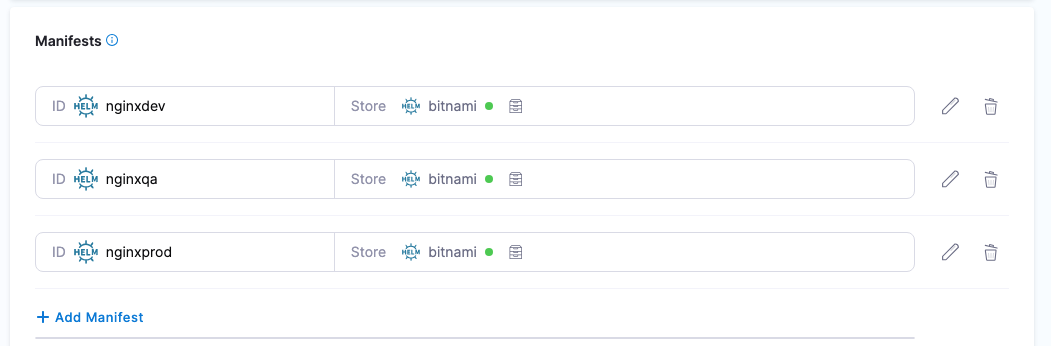 Manifests
ID HELM nginxdev Store HELM bitnami
ID HELM nginxqa Store HELM bitnami
ID HELM nginxprod Store HELM bitnami
+ Add Manifest